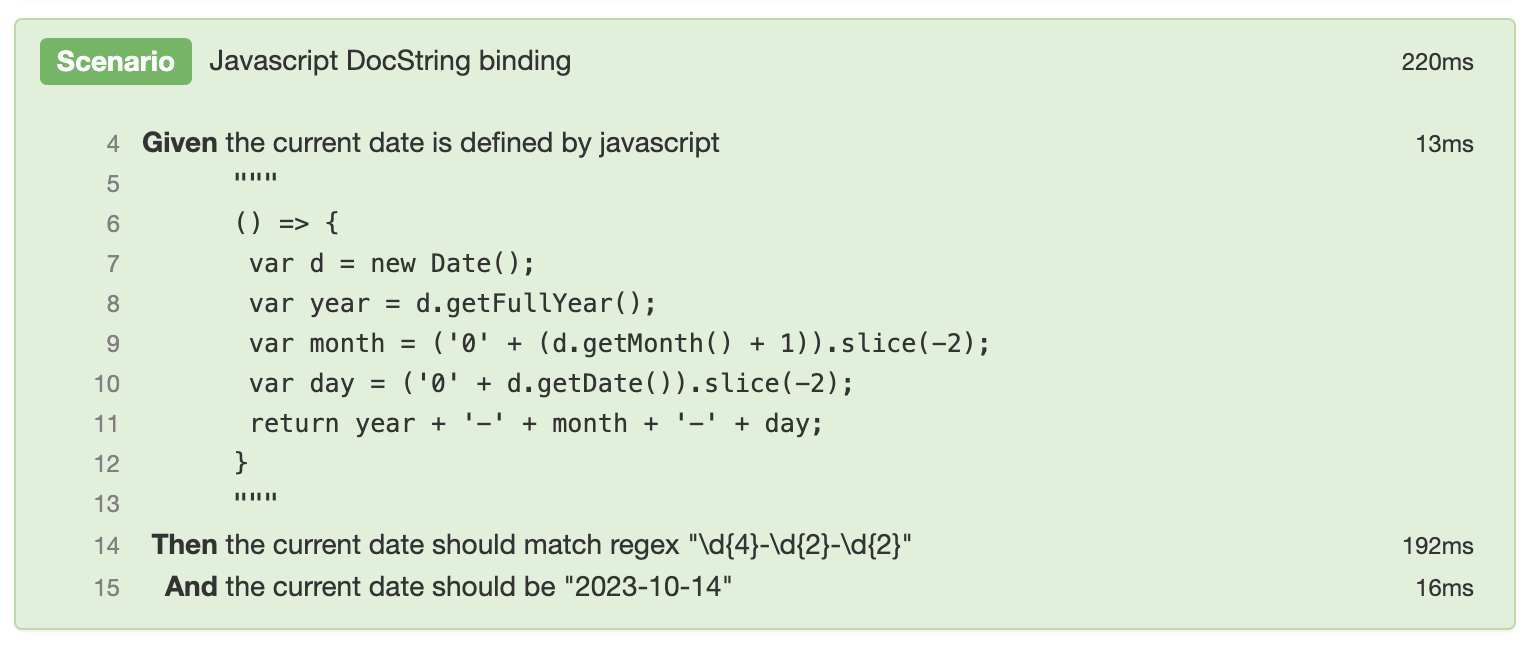 Scenario Javascript DocString binding 220ms
4 Given the current date is defined by javascript 13ms
5 """
6 () => {
7 var d = new Date();
8 var year = d.getFullYear();
9 var month = ('0' + (d.getMonth() + 1)).slice(-2);
10 var day = ('0' + d.getDate()).slice(-2);
11 return year + '-' + month + '-' + day;
12 }
13 """
14 Then the current date should match regex "\d{4}-\d{2}-\d{2}" 192ms
15 And the current date should be "2023-10-14" 16ms